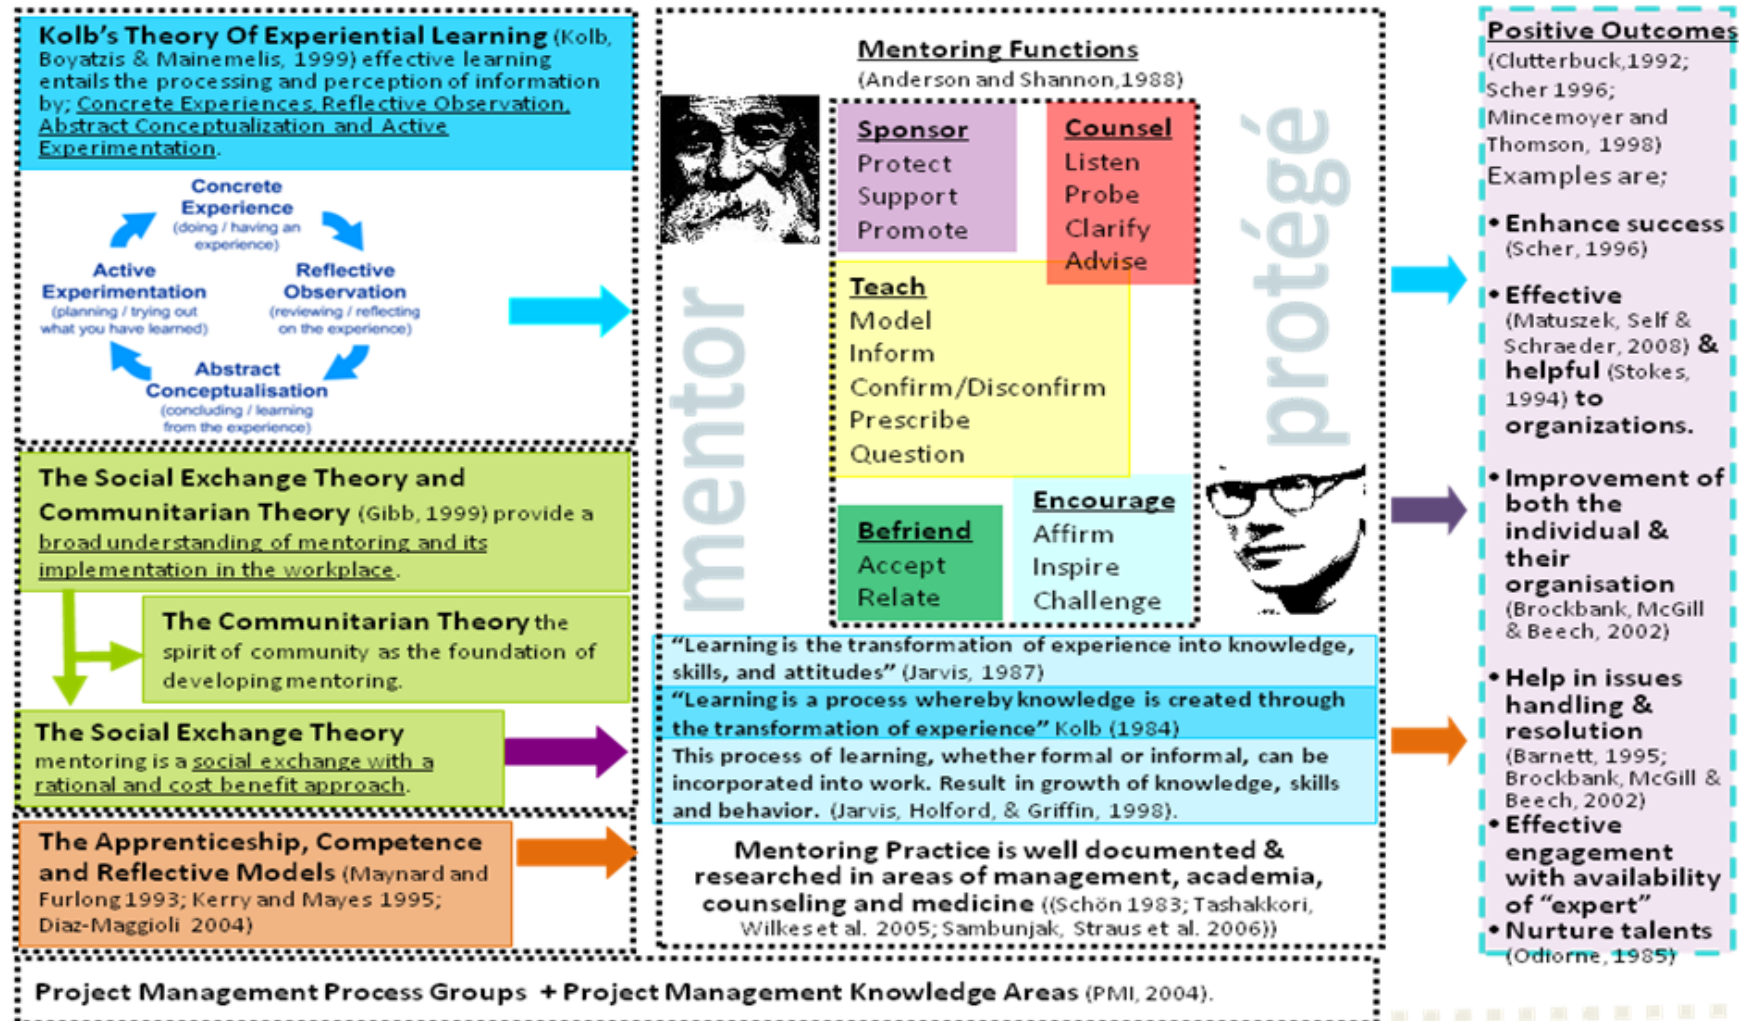 Kolb's Theory Of Experiential Learning (Kolb,
Boyatzis & Mainemelis, 1999) effective learning
entails the processing and perception of information
by; Concrete Experiences, Reflective Observation,
Abstract Conceptualization and Active
Experimentation.
Concrete
Experience
(doing / having an
experience)
Active
Experimentation
(planning / trying out
what you have learned)
Reflective
Observation
(reviewing / reflecting
on the experience)
Abstract
Conceptualisation
(concluding / learning
from the experience)
The Social Exchange Theory and
Communitarian Theory (Gibb, 1999) provide a
broad understanding of mentoring and its
implementation in the workplace.
The Communitarian Theory the
spirit of community as the foundation of
developing mentoring.
The Social Exchange Theory
mentoring is a social exchange with a
rational and cost benefit approach.
The Apprenticeship, Competence
and Reflective Models (Maynard and
Furlong 1993; Kerry and Mayes 1995;
Diaz-Maggioli 2004)
Mentoring Functions
(Anderson and Shannon,1988)
mentor
Sponsor
Protect
Support
Promote
Counsel
Listen
Probe
Clarify
Advise
Teach
Model
Inform
Confirm/Disconfirm
Prescribe
Question
Befriend
Accept
Relate
Encourage
Affirm
Inspire
Challenge
protégé
"Learning is the transformation of experience into knowledge,
skills, and attitudes" (Jarvis, 1987)
"Learning is a process whereby knowledge is created through
the transformation of experience" Kolb (1984)
This process of learning, whether formal or informal, can be
incorporated into work. Result in growth of knowledge, skills
and behavior. (Jarvis, Holford, & Griffin, 1998).
Mentoring Practice is well documented &
researched in areas of management, academia,
counseling and medicine ((Schön 1983; Tashakkori,
Wilkes et al. 2005; Sambunjak, Straus et al. 2006))
Project Management Process Groups + Project Management Knowledge Areas (PMI, 2004).
Positive Outcomes
(Clutterbuck,1992;
Scher 1996;
Mincemoyer and
Thomson, 1998)
Examples are;
• Enhance success
(Scher, 1996)
• Effective
(Matuszek, Self &
Schraeder, 2008) &
helpful (Stokes,
1994) to
organizations.
• Improvement of
both the
individual &
their
organisation
(Brockbank, McGill
& Beech, 2002)
• Help in issues
handling &
resolution
(Barnett, 1995;
Brockbank, McGill &
Beech, 2002)
• Effective
engagement
with availability
of "expert"
• Nurture talents
(Odiorne, 1985)